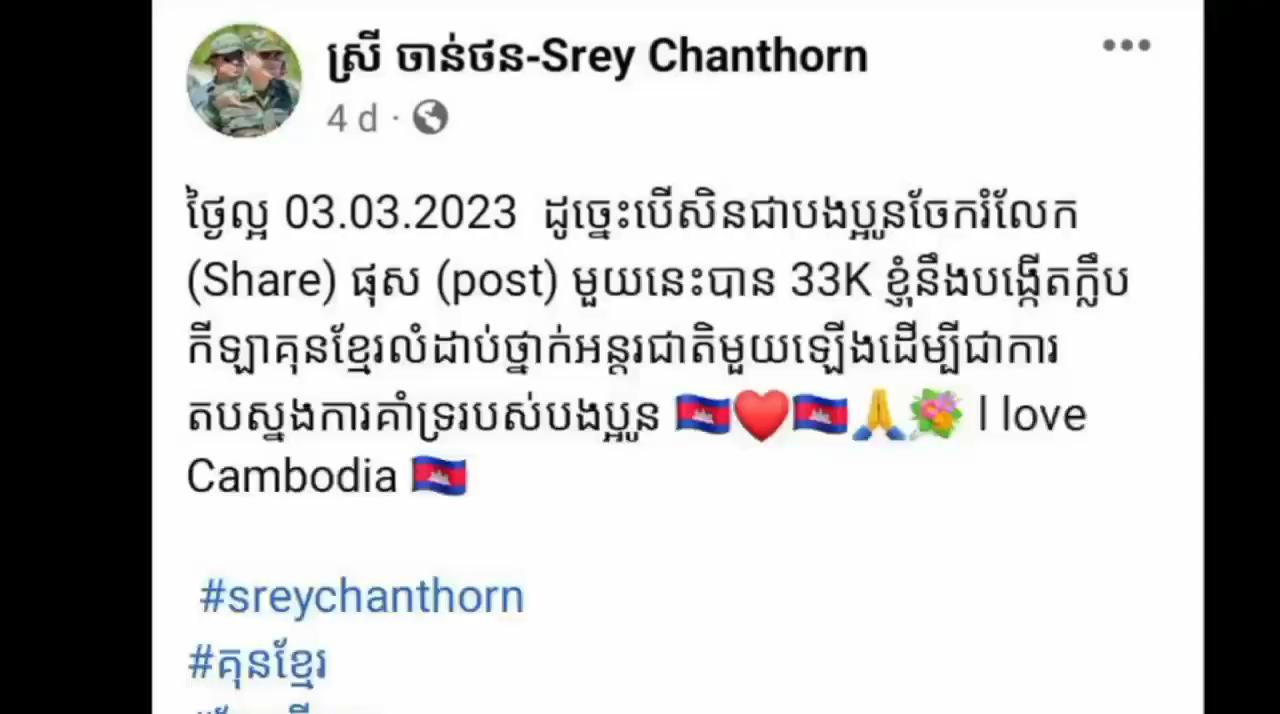 ស្រី ចាន់ថន-Srey Chanthorn
4 d ·
ថ្ងៃល្អ 03.03.2023 ដូច្នេះបើសិនជាបងប្អូនចែករំលែក
(Share) ផុស (post) មួយនេះបាន 33K ខ្ញុំនឹងបង្កើតក្លឹប
កីឡាគុនខ្មែរលំដាប់ថ្នាក់អន្តរជាតិមួយឡើងដើម្បីជាការ
តបស្នងការគាំទ្ររបស់បងប្អូន 🇰🇭❤️🇰🇭🙏💐 I love
Cambodia 🇰🇭
#sreychanthorn
#គុនខ្មែរ